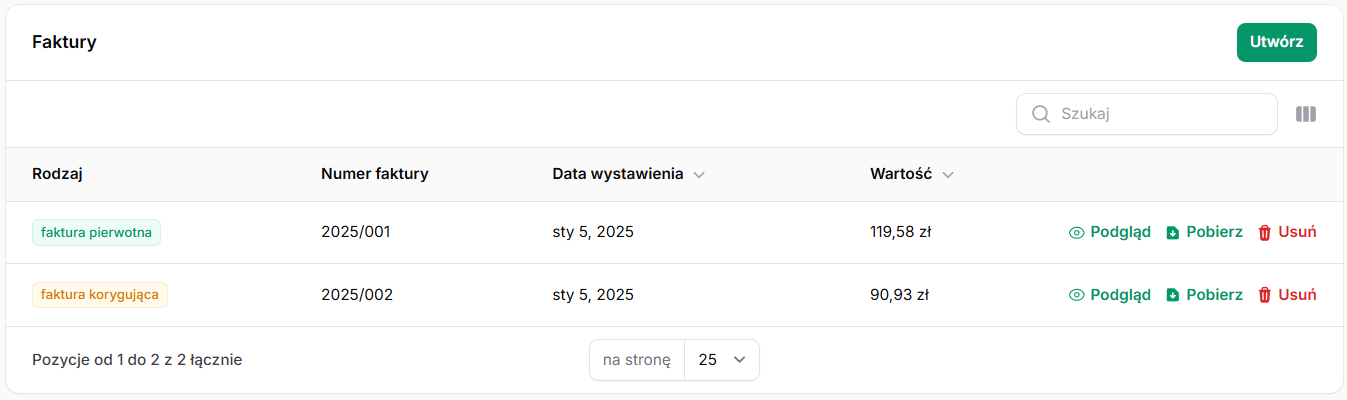 Faktury
Utwórz
Szukaj
Rodzaj Numer faktury Data wystawienia Wartość
faktura pierwotna 2025/001 sty 5, 2025 119,58 zł Podgląd Pobierz Usuń
faktura korygująca 2025/002 sty 5, 2025 90,93 zł Podgląd Pobierz Usuń
Pozycje od 1 do 2 z 2 łącznie na stronę 25